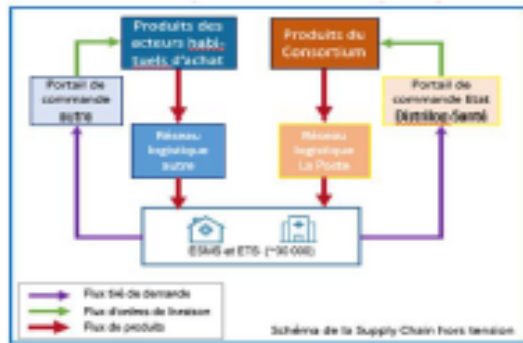 Produits des
acteurs habi-
tuels d'achat
Produits du
Consortium
Portail de
commande
autre
Portail de
commande Etat
Distrilog-Santé
Réseau
logistique
autre
Réseau
logistique
La Poste
ESMS et ETS (~30 000)
Flux tiré de demande
Flux d'ordres de livraison
Flux de produits
Schéma de la Supply Chain hors tension